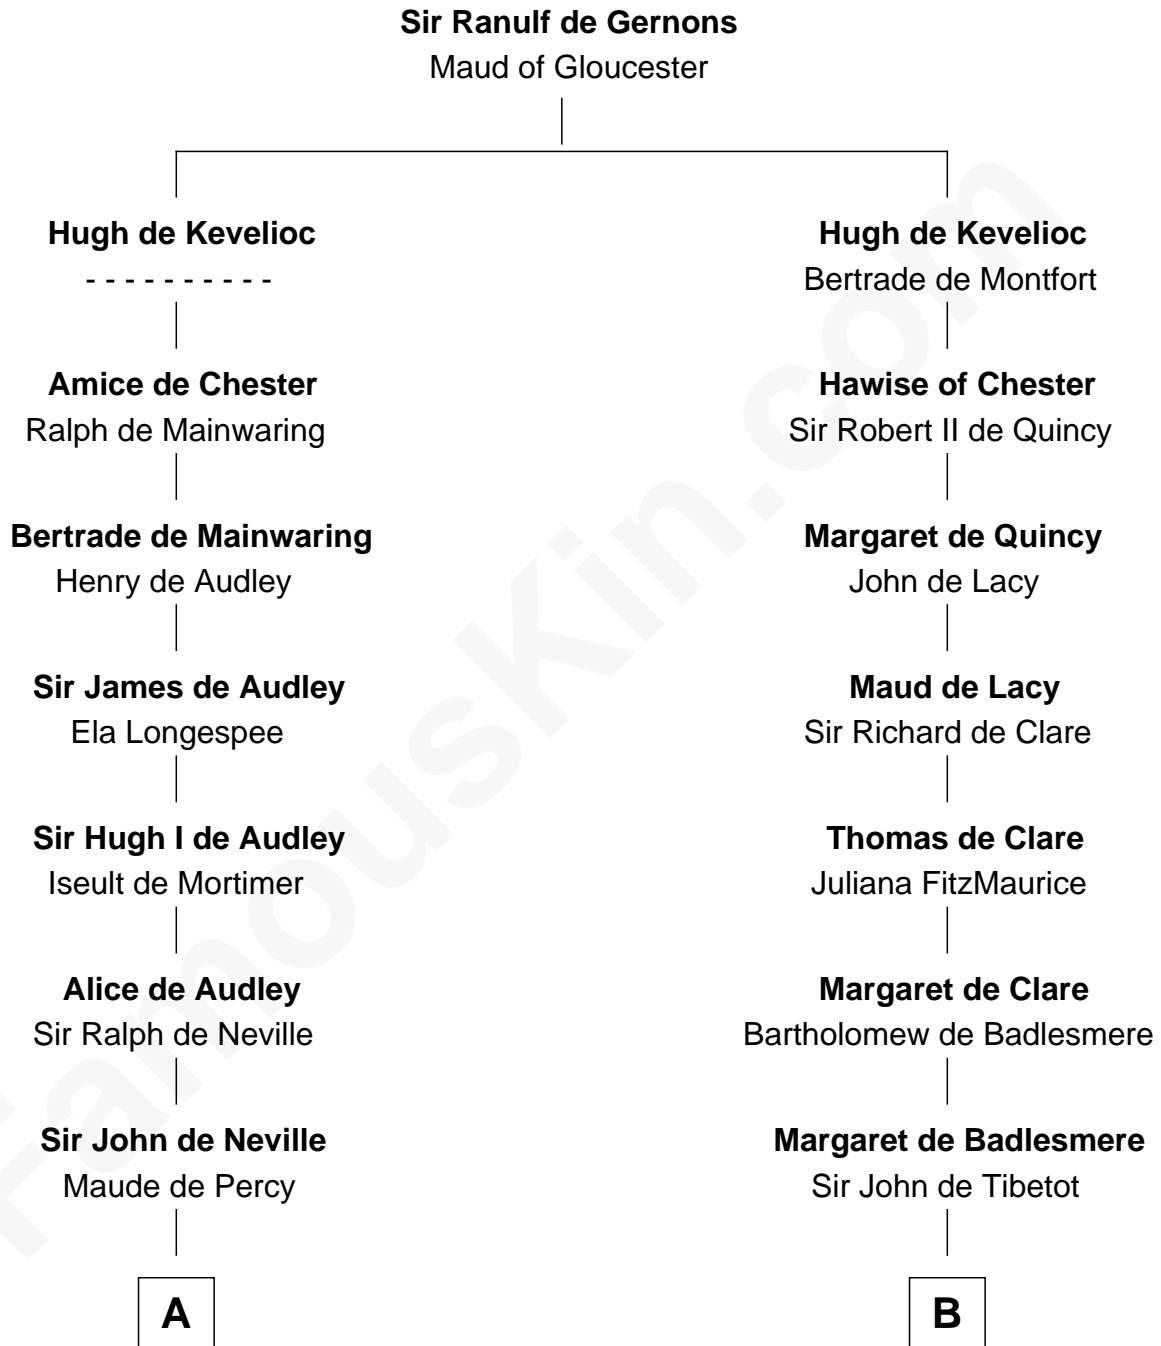 Sir Ranulf de Gernons
Maud of Gloucester
Hugh de Kevelioc
- - - - - - - - - -
Amice de Chester
Ralph de Mainwaring
Bertrade de Mainwaring
Henry de Audley
Sir James de Audley
Ela Longespee
Sir Hugh I de Audley
Iseult de Mortimer
Alice de Audley
Sir Ralph de Neville
Sir John de Neville
Maude de Percy
A
Hugh de Kevelioc
Bertrade de Montfort
Hawise of Chester
Sir Robert II de Quincy
Margaret de Quincy
John de Lacy
Maud de Lacy
Sir Richard de Clare
Thomas de Clare
Juliana FitzMaurice
Margaret de Clare
Bartholomew de Badlesmere
Margaret de Badlesmere
Sir John de Tibetot
B
FamousKin.com